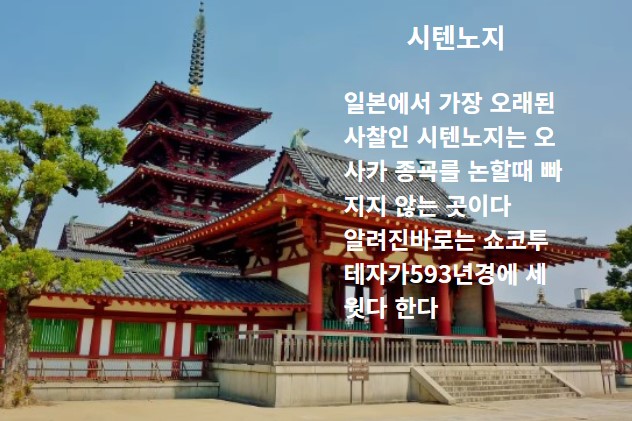 시텐노지
일본에서 가장 오래된
사찰인 시텐노지는 오
사카 종곡를 논할때 빠
지지 않는 곳이다
알려진바로는 쇼코투
테자가593년경에 세
윗다 한다